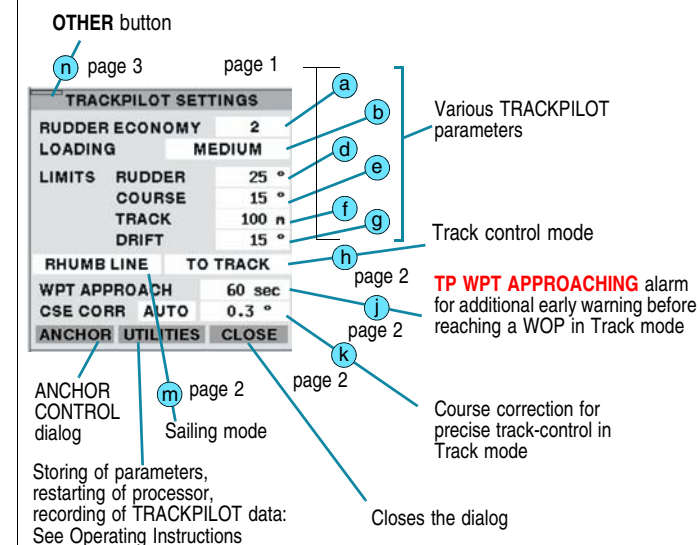 OTHER button
n page 3
page 1
TRACKPILOT SETTINGS
RUDDER ECONOMY 2
LOADING MEDIUM
LIMITS RUDDER 25 °
COURSE 15 °
TRACK 100 n
DRIFT 15 °
RHUMB LINE TO TRACK
WPT APPROACH 60 sec
CSE CORR AUTO 0.3 °
ANCHOR UTILITIES CLOSE
a
b
d
e
f
g
Various TRACKPILOT
parameters
h
page 2
Track control mode
j
page 2
TP WPT APPROACHING alarm
for additional early warning before
reaching a WOP in Track mode
k
page 2
Course correction for
precise track-control in
Track mode
m page 2
Sailing mode
ANCHOR
CONTROL
dialog
Storing of parameters,
restarting of processor,
recording of TRACKPILOT data:
See Operating Instructions
Closes the dialog